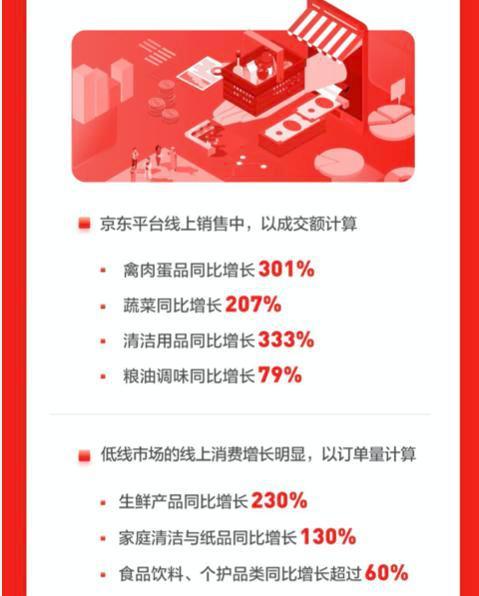 京东平台线上销售中，以成交额计算
禽肉蛋品同比增长301%
蔬菜同比增长207%
清洁用品同比增长333%
粮油调味同比增长79%
低线市场的线上消费增长明显，以订单量计算
生鲜产品同比增长230%
家庭清洁与纸品同比增长130%
食品饮料、个护品类同比增长超过60%